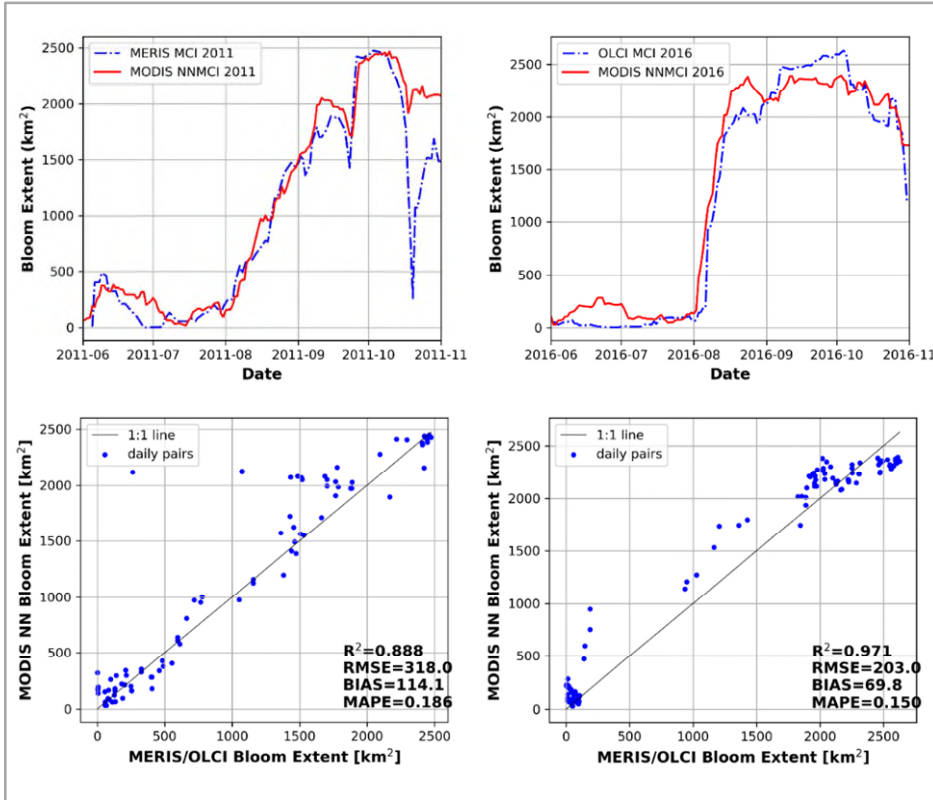 MERIS MCI 2011
MODIS NNMCI 2011
Bloom Extent (km²)
2500
2000
1500
1000
500
0
2011-06 2011-07 2011-08 2011-09 2011-10 2011-11
Date
OLCI MCI 2016
MODIS NNMCI 2016
Bloom Extent (km²)
2500
2000
1500
1000
500
0
2016-06 2016-07 2016-08 2016-09 2016-10 2016-11
Date
1:1 line
daily pairs
MODIS NN Bloom Extent [km²]
2500
2000
1500
1000
500
0
R²=0.888
RMSE=318.0
BIAS=114.1
MAPE=0.186
0 500 1000 1500 2000 2500
MERIS/OLCI Bloom Extent [km²]
1:1 line
daily pairs
MODIS NN Bloom Extent [km²]
2500
2000
1500
1000
500
0
R²=0.971
RMSE=203.0
BIAS=69.8
MAPE=0.150
0 500 1000 1500 2000 2500
MERIS/OLCI Bloom Extent [km²]